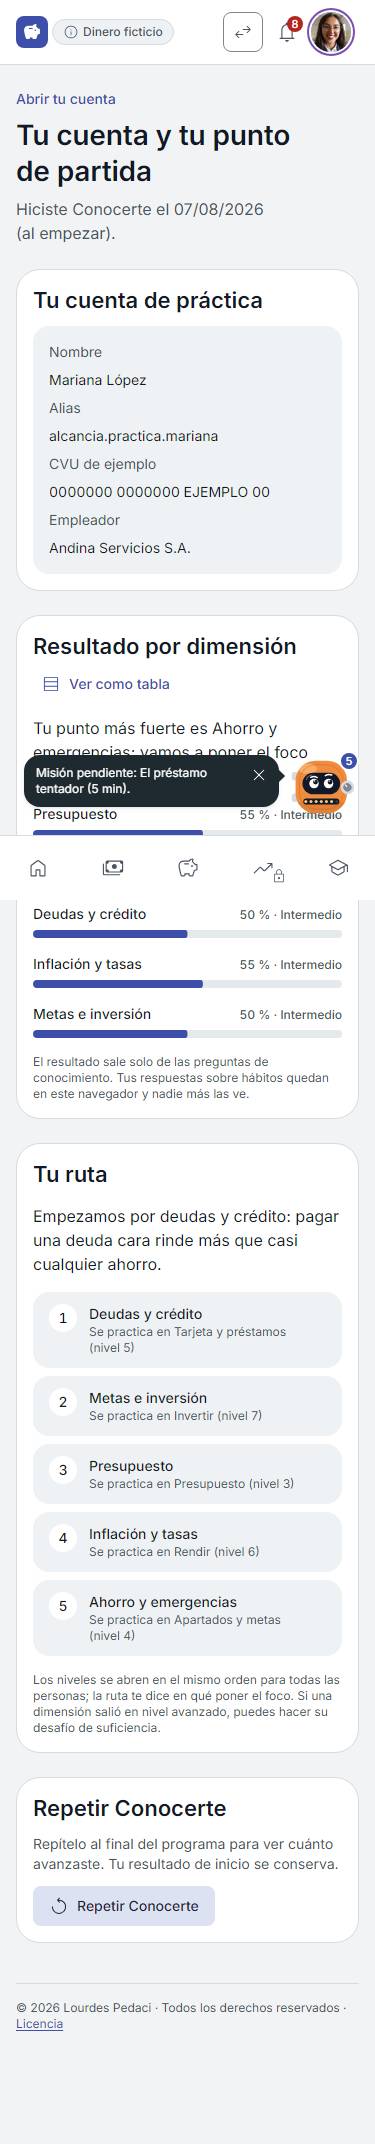 Dinero ficticio
8
Abrir tu cuenta
Tu cuenta y tu punto
de partida
Hiciste Conocerte el 07/08/2026
(al empezar).
Tu cuenta de práctica
Nombre
Mariana López
Alias
alcancia.practica.mariana
CVU de ejemplo
0000000 0000000 EJEMPLO 00
Empleador
Andina Servicios S.A.
Resultado por dimensión
Ver como tabla
Tu punto más fuerte es Ahorro y
emergencias: vamos a poner el foco
Misión pendiente: El préstamo
tentador (5 min).
5
Presupuesto 55 % · Intermedio
Deudas y crédito 50 % · Intermedio
Inflación y tasas 55 % · Intermedio
Metas e inversión 50 % · Intermedio
El resultado sale solo de las preguntas de
conocimiento. Tus respuestas sobre hábitos quedan
en este navegador y nadie más las ve.
Tu ruta
Empezamos por deudas y crédito: pagar
una deuda cara rinde más que casi
cualquier ahorro.
1 Deudas y crédito
Se practica en Tarjeta y préstamos
(nivel 5)
2 Metas e inversión
Se practica en Invertir (nivel 7)
3 Presupuesto
Se practica en Presupuesto (nivel 3)
4 Inflación y tasas
Se practica en Rendir (nivel 6)
5 Ahorro y emergencias
Se practica en Apartados y metas
(nivel 4)
Los niveles se abren en el mismo orden para todas las
personas; la ruta te dice en qué poner el foco. Si una
dimensión salió en nivel avanzado, puedes hacer su
desafío de suficiencia.
Repetir Conocerte
Repítelo al final del programa para ver cuánto
avanzaste. Tu resultado de inicio se conserva.
Repetir Conocerte
© 2026 Lourdes Pedaci · Todos los derechos reservados ·
Licencia